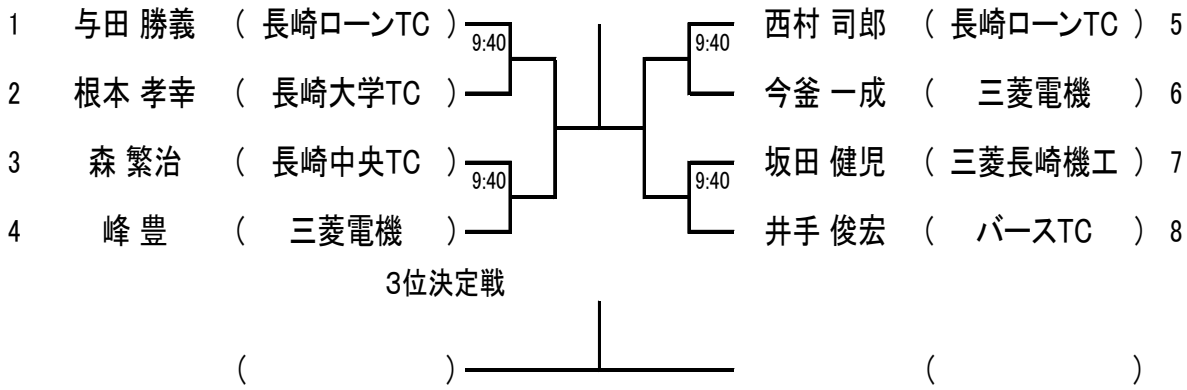 1 与田 勝義 ( 長崎ローンTC ) 9:40 9:40 西村 司郎 ( 長崎ローンTC ) 5
2 根本 孝幸 ( 長崎大学TC ) 今釜 一成 ( 三菱電機 ) 6
3 森 繁治 ( 長崎中央TC ) 9:40 9:40 坂田 健児 ( 三菱長崎機工 ) 7
4 峰 豊 ( 三菱電機 ) 井手 俊宏 ( バースTC ) 8
3位決定戦
( ) ( )